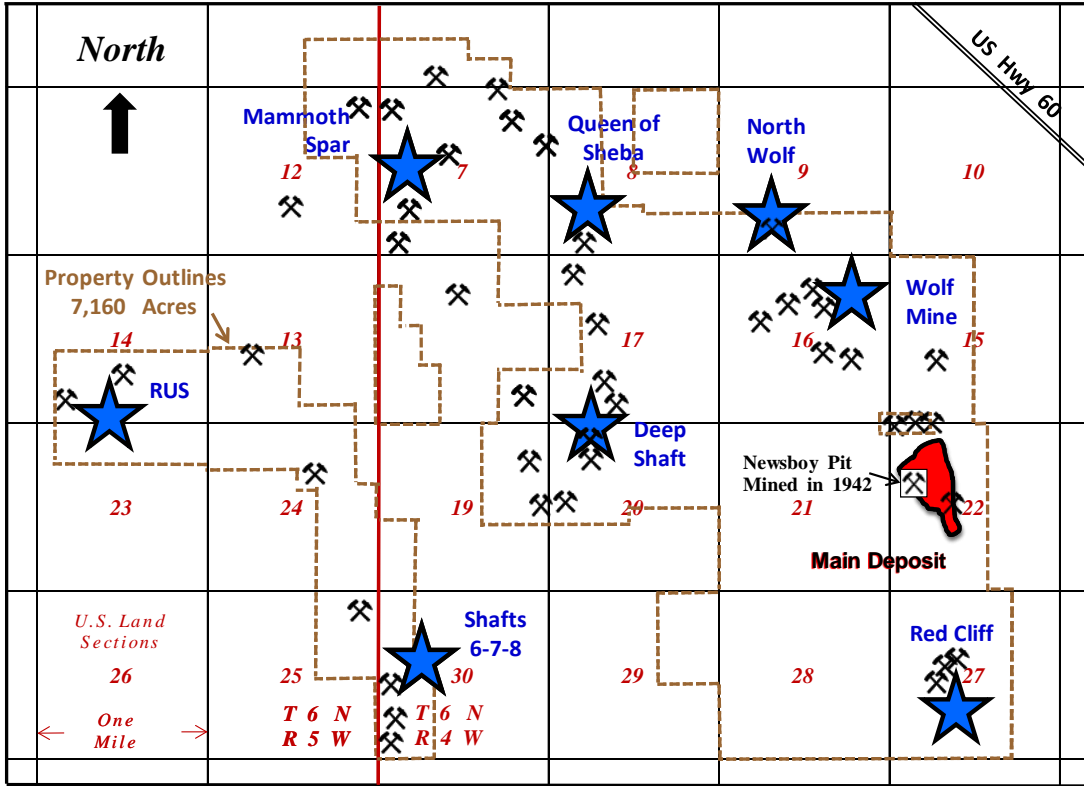 North
US Hwy 60
Mammoth
Spar
Queen of
Sheba
North
Wolf
12
7
8
9
10
Property Outlines
7,160 Acres
Wolf
Mine
14
13
17
16
15
RUS
Deep
Shaft
Newsboy Pit
Mined in 1942
23
24
19
20
21
22
Main Deposit
U.S. Land
Sections
Shafts
6-7-8
Red Cliff
26
25
30
29
28
27
One
Mile
T 6 N
R 5 W
T 6 N
R 4 W